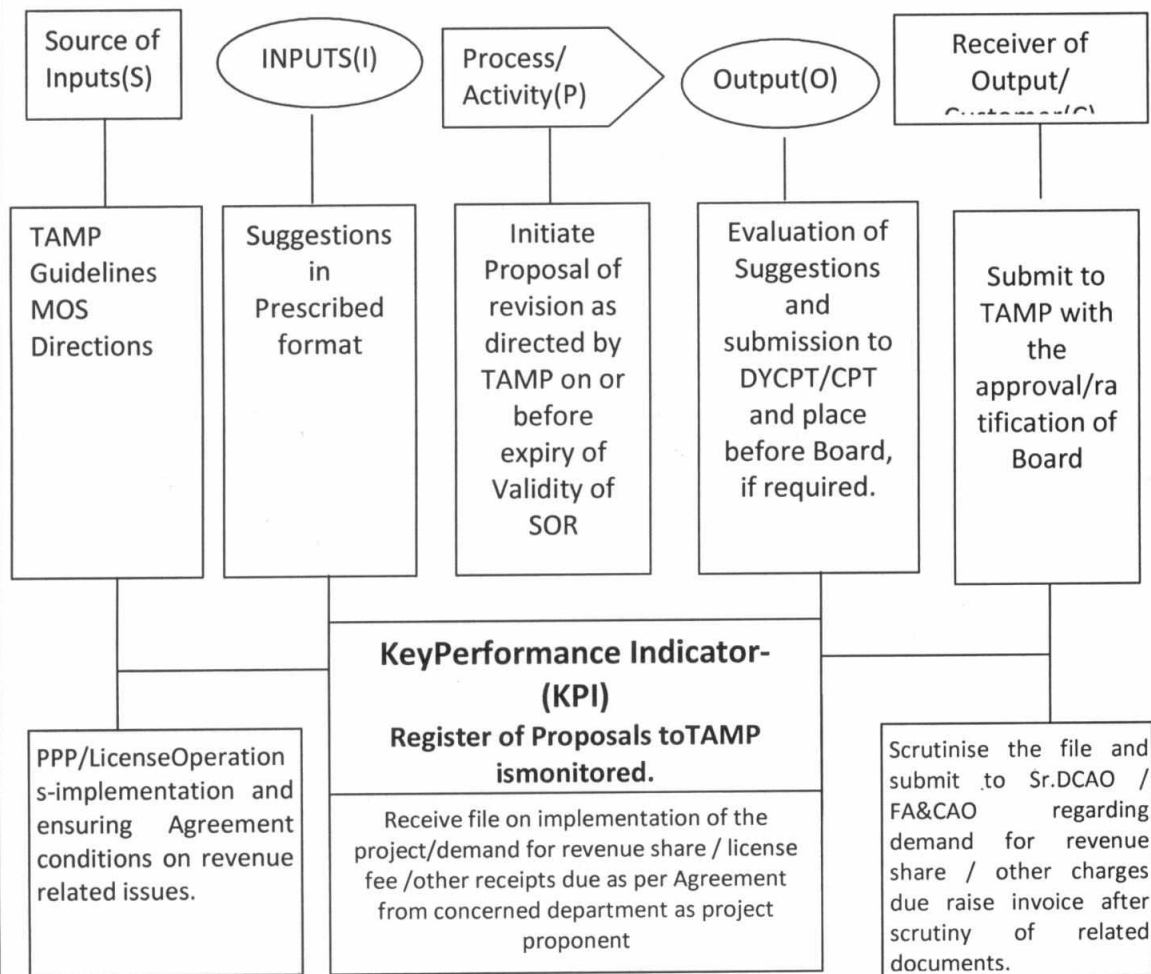 Source of
Inputs(S)
INPUTS(I)
Process/
Activity(P)
Output(O)
Receiver of
Output/
Customer(C)
TAMP
Guidelines
MOS
Directions
Suggestions
in
Prescribed
format
Initiate
Proposal of
revision as
directed by
TAMP on or
before
expiry of
Validity of
SOR
Evaluation of
Suggestions
and
submission to
DYCPT/CPT
and place
before Board,
if required.
Submit to
TAMP with
the
approval/ra
tification of
Board
KeyPerformance Indicator-
(KPI)
Register of Proposals toTAMP
ismonitored.
PPP/LicenseOperation
s-implementation and
ensuring Agreement
conditions on revenue
related issues.
Receive file on implementation of the
project/demand for revenue share / license
fee /other receipts due as per Agreement
from concerned department as project
proponent
Scrutinise the file and
submit to Sr.DCAO /
FA&CAO regarding
demand for revenue
share / other charges
due raise invoice after
scrutiny of related
documents.